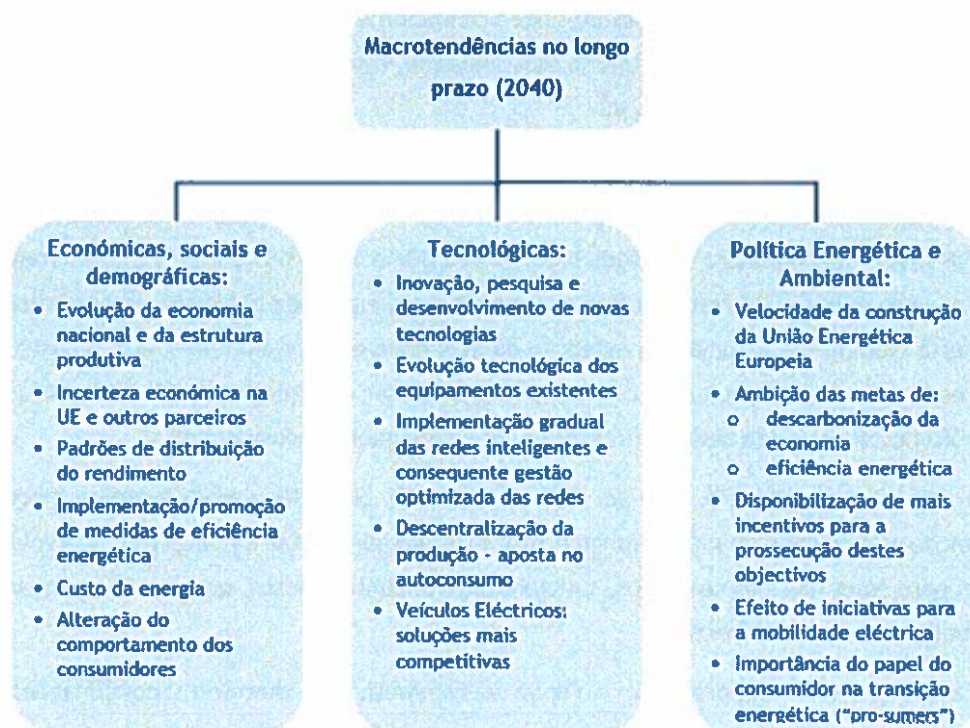 Macrotendências no longo
prazo (2040)
Económicas, sociais e
demográficas:
• Evolução da economia
nacional e da estrutura
produtiva
• Incerteza económica na
UE e outros parceiros
• Padrões de distribuição
do rendimento
• Implementação/promoção
de medidas de eficiência
energética
• Custo da energia
• Alteração do
comportamento dos
consumidores
Tecnológicas:
• Inovação, pesquisa e
desenvolvimento de novas
tecnologias
• Evolução tecnológica dos
equipamentos existentes
• Implementação gradual
das redes inteligentes e
consequente gestão
optimizada das redes
• Descentralização da
produção - aposta no
autoconsumo
• Veículos Eléctricos:
soluções mais
competitivas
Política Energética e
Ambiental:
• Velocidade da construção
da União Energética
Europeia
• Ambição das metas de:
o descarbonização da
economia
o eficiência energética
• Disponibilização de mais
incentivos para a
prossecução destes
objectivos
• Efeito de iniciativas para
a mobilidade eléctrica
• Importância do papel do
consumidor na transição
energética ("pro-sumers")